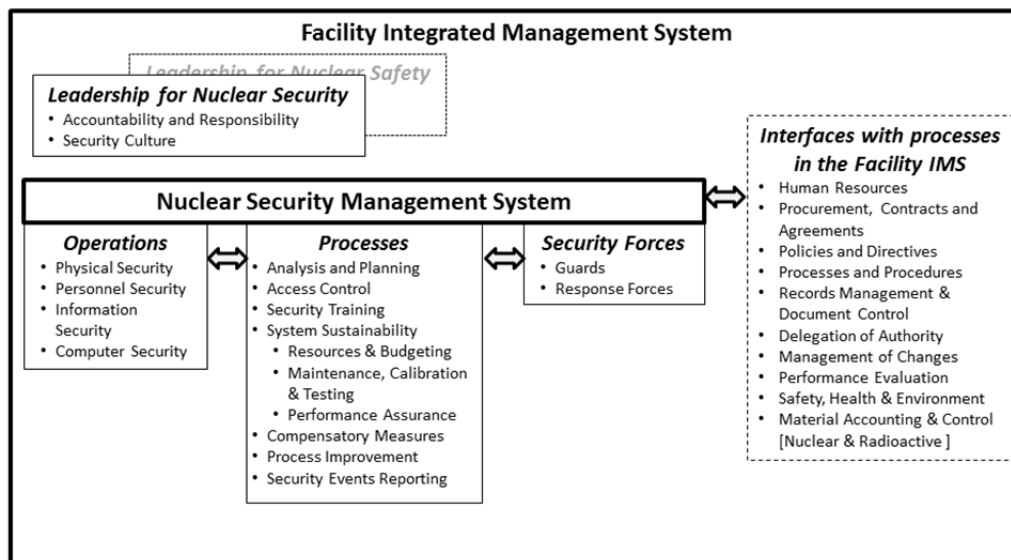 Facility Integrated Management System
Leadership for Nuclear Safety
Leadership for Nuclear Security
• Accountability and Responsibility
• Security Culture
Nuclear Security Management System
Operations
• Physical Security
• Personnel Security
• Information
Security
• Computer Security
Processes
• Analysis and Planning
• Access Control
• Security Training
• System Sustainability
• Resources & Budgeting
• Maintenance, Calibration
& Testing
• Performance Assurance
• Compensatory Measures
• Process Improvement
• Security Events Reporting
Security Forces
• Guards
• Response Forces
Interfaces with processes
in the Facility IMS
• Human Resources
• Procurement, Contracts and
Agreements
• Policies and Directives
• Processes and Procedures
• Records Management &
Document Control
• Delegation of Authority
• Management of Changes
• Performance Evaluation
• Safety, Health & Environment
• Material Accounting & Control
[Nuclear & Radioactive ]